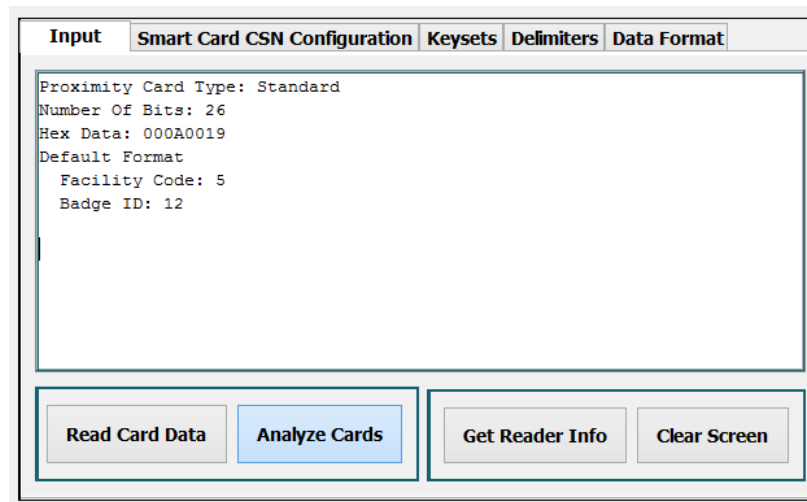 Input Smart Card CSN Configuration Keysets Delimiters Data Format
Proximity Card Type: Standard
Number Of Bits: 26
Hex Data: 000A0019
Default Format
Facility Code: 5
Badge ID: 12
Read Card Data Analyze Cards Get Reader Info Clear Screen